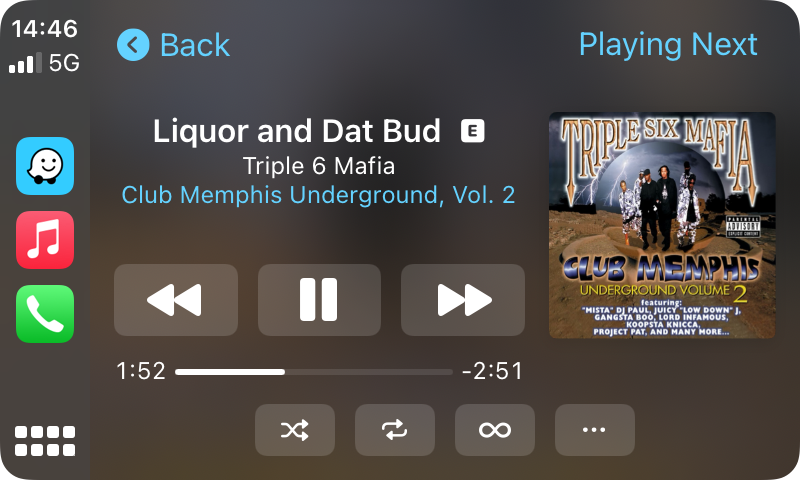 14:46
5G
Back
Playing Next
Liquor and Dat Bud E
Triple 6 Mafia
Club Memphis Underground, Vol. 2
1:52
-2:51
TRIPLE SIX MAFIA
PARENTAL
ADVISORY
EXPLICIT CONTENT
CLUB MEMPHIS
UNDERGROUND VOLUME 2
featuring:
"MISTA" DJ PAUL, JUICY "LOW DOWN" J,
GANGSTA BOO, LORD INFAMOUS,
KOOPSTA KNICCA,
PROJECT PAT, AND MANY MORE...